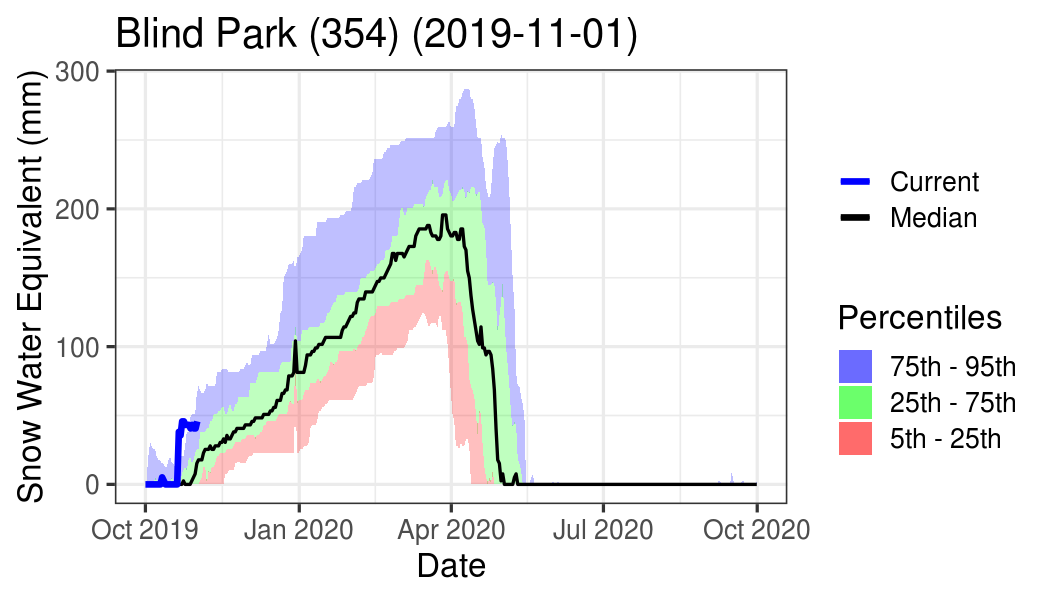 Blind Park (354) (2019-11-01)
Snow Water Equivalent (mm)
300
200
100
0
Oct 2019
Jan 2020
Apr 2020
Jul 2020
Oct 2020
Date
Current
Median
Percentiles
75th - 95th
25th - 75th
5th - 25th